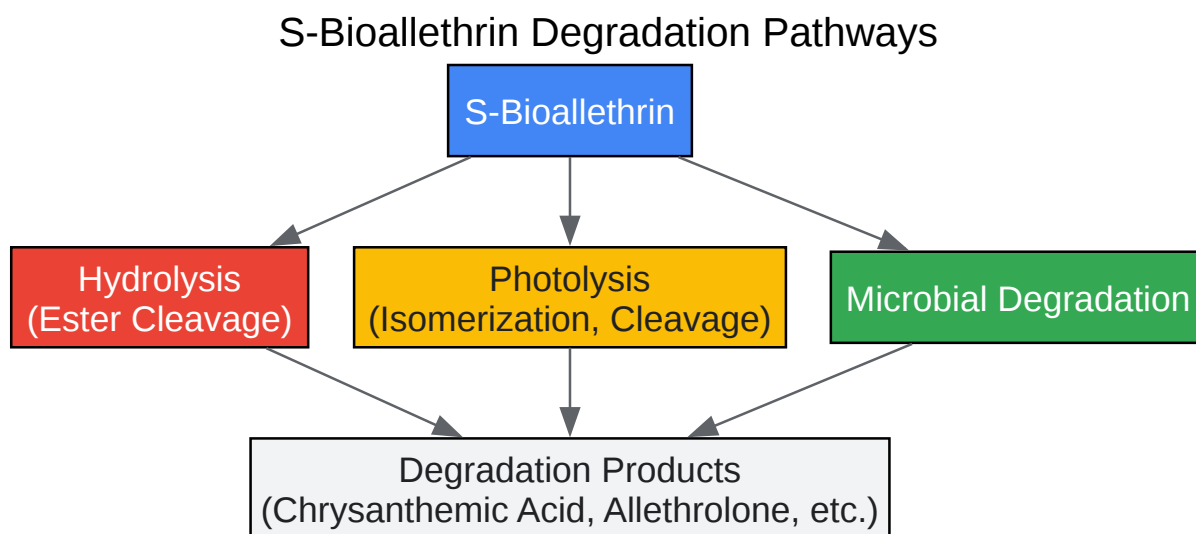 S-Bioallethrin Degradation Pathways
S-Bioallethrin
Hydrolysis
(Ester Cleavage)
Photolysis
(Isomerization, Cleavage)
Microbial Degradation
Degradation Products
(Chrysanthemic Acid, Allethrolone, etc.)